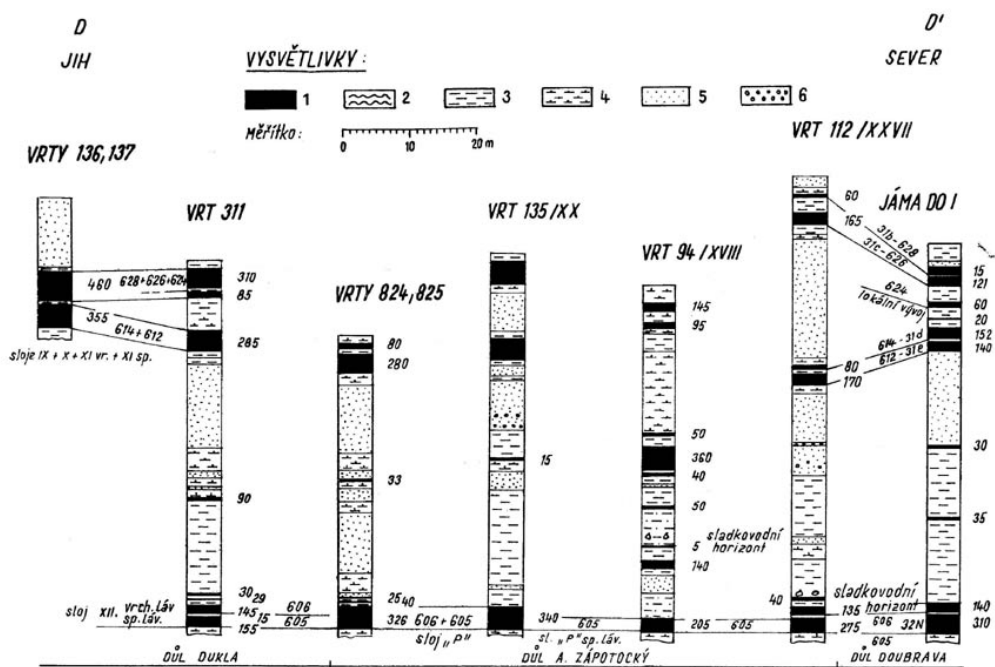 D
JIH
D'
SEVER
VYSVĚTLIVKY :
1 2 3 4 5 6
Měřítko :
0 10 20 m
VRTY 136,137
460
355
628+626+624
614+612
sloje IX + X + XI vr. + XI sp.
VRT 311
310
85
285
90
30
29
145
15
155
sloj XII. vrch. láv
sp. láv.
606
605
VRTY 824,825
80
280
33
25
326
606 + 605
sloj „P"
VRT 135/XX
15
40
340
605
sl. „P" sp. láv.
VRT 94/XVIII
145
95
50
360
40
50
5
140
205
sladkovodní
horizont
605
VRT 112/XXVII
60
165
80
170
40
135
275
31b-628
31c-626
624
lokální vývoj
614-31d
612-31e
sladkovodní
horizont
606 32N
605
JÁMA DO I
15
121
60
20
152
140
30
35
140
310
DŮL DUKLA
DŮL A. ZÁPOTOCKÝ
DŮL DOUBRAVA